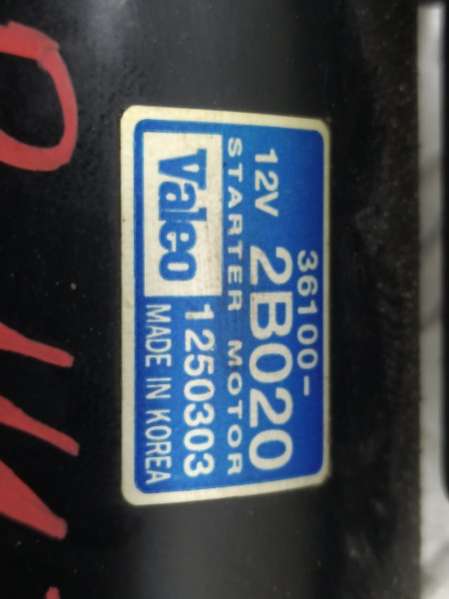 36100-
12V 2B020
STARTER MOTOR
Valeo 1250303
MADE IN KOREA